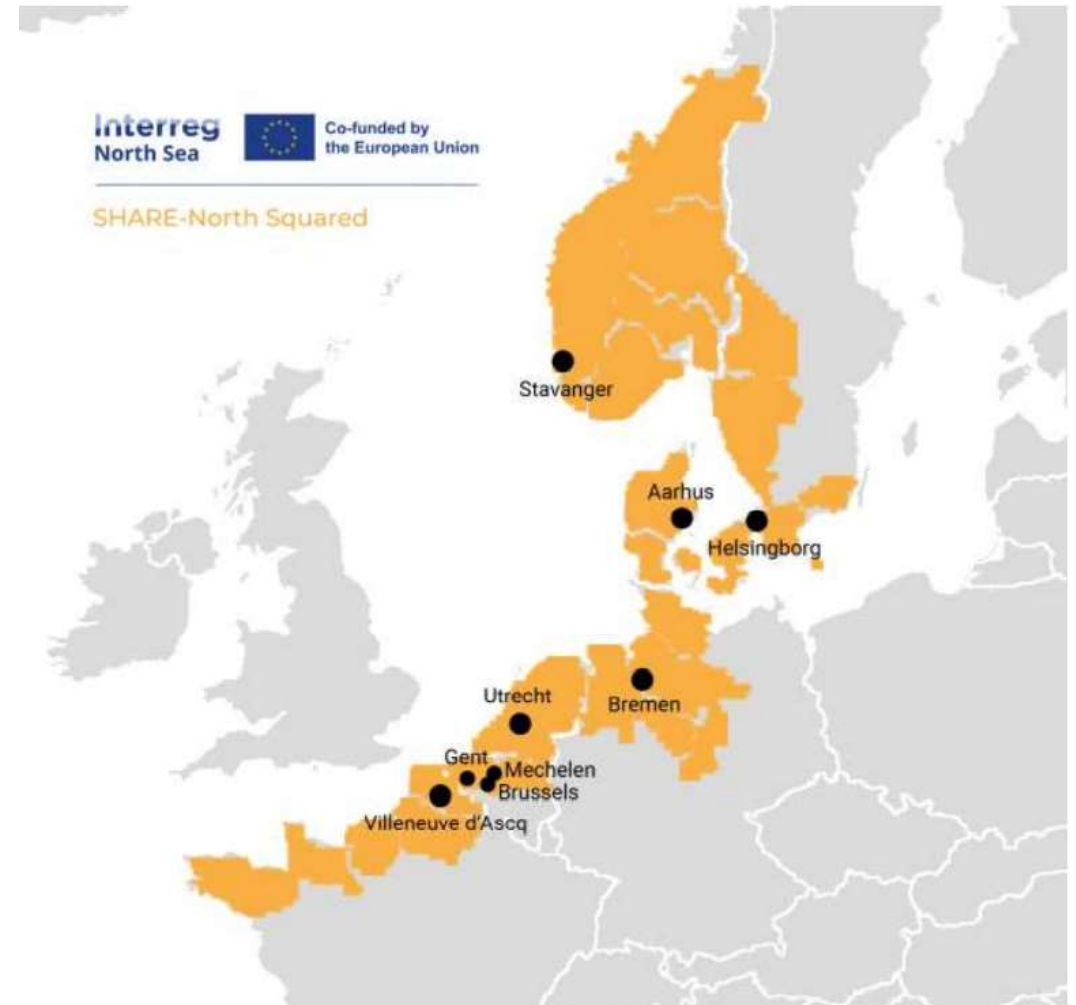 Interreg
North Sea
Co-funded by
the European Union
SHARE-North Squared
Stavanger
Aarhus
Helsingborg
Bremen
Utrecht
Gent
Mechelen
Brussels
Villeneuve d'Ascq